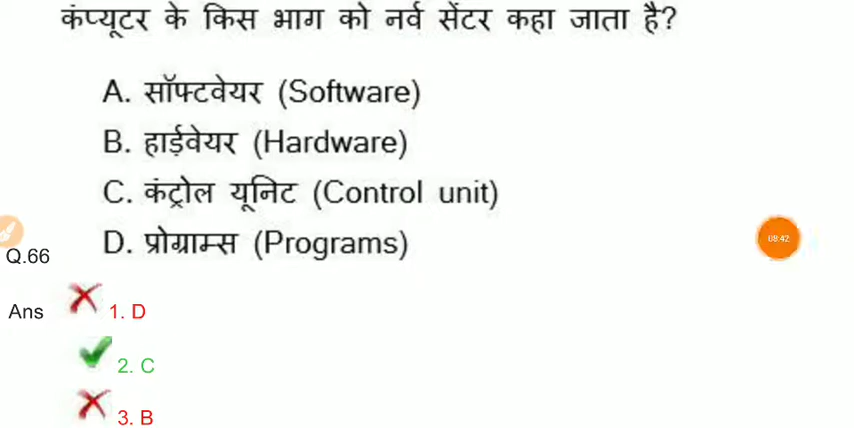 कंप्यूटर के किस भाग को नर्व सेंटर कहा जाता है?
A. सॉफ्टवेयर (Software)
B. हार्डवेयर (Hardware)
C. कंट्रोल यूनिट (Control unit)
D. प्रोग्राम्स (Programs)
Q.66
08:42
Ans
1. D
2. C
3. B